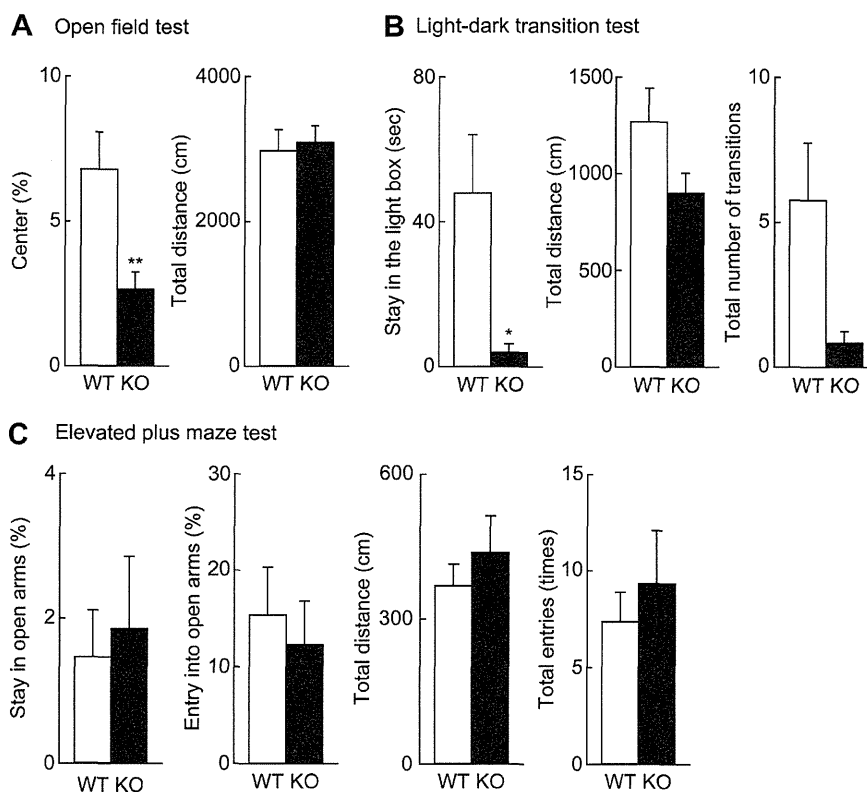 A Open field test
Center (%)
10
5
0
**
WT KO
Total distance (cm)
4000
2000
0
WT KO
B Light-dark transition test
Stay in the light box (sec)
80
40
0
*
WT KO
Total distance (cm)
1500
1000
500
0
WT KO
Total number of transitions
10
5
0
WT KO
C Elevated plus maze test
Stay in open arms (%)
4
2
0
WT KO
Entry into open arms (%)
30
20
10
0
WT KO
Total distance (cm)
600
300
0
WT KO
Total entries (times)
15
10
5
0
WT KO